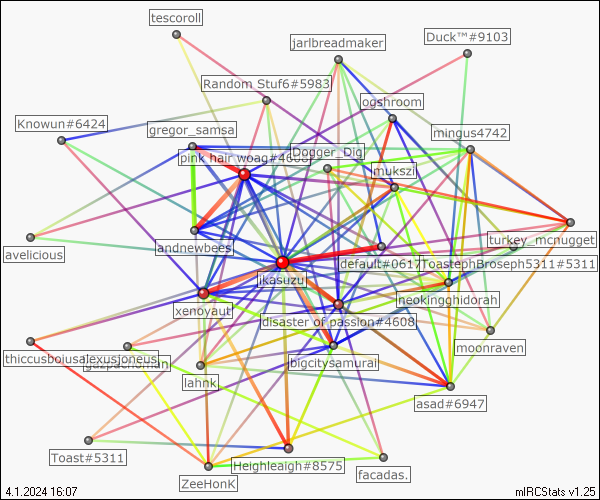 tescoroll
Duck™#9103
jarlbreadmaker
Random Stuf6#5983
ogshroom
Knowun#6424
gregor_samsa
mingus4742
pink hair woag#4608
Dogger_Dig
mukszi
avelicious
andnewbees
turkey_mcnugget
default#0617
ToastephBroseph5311#5311
ikasuzu
neokingghidorah
xenoyaut
disaster of passion#4608
moonraven
thiccusboiusalexusjoneus
gazpachoman
bigcitysamurai
lahnk
asad#6947
Toast#5311
Heighleaigh#8575
facadas.
ZeeHonK
4.1.2024 16:07
mIRCStats v1.25